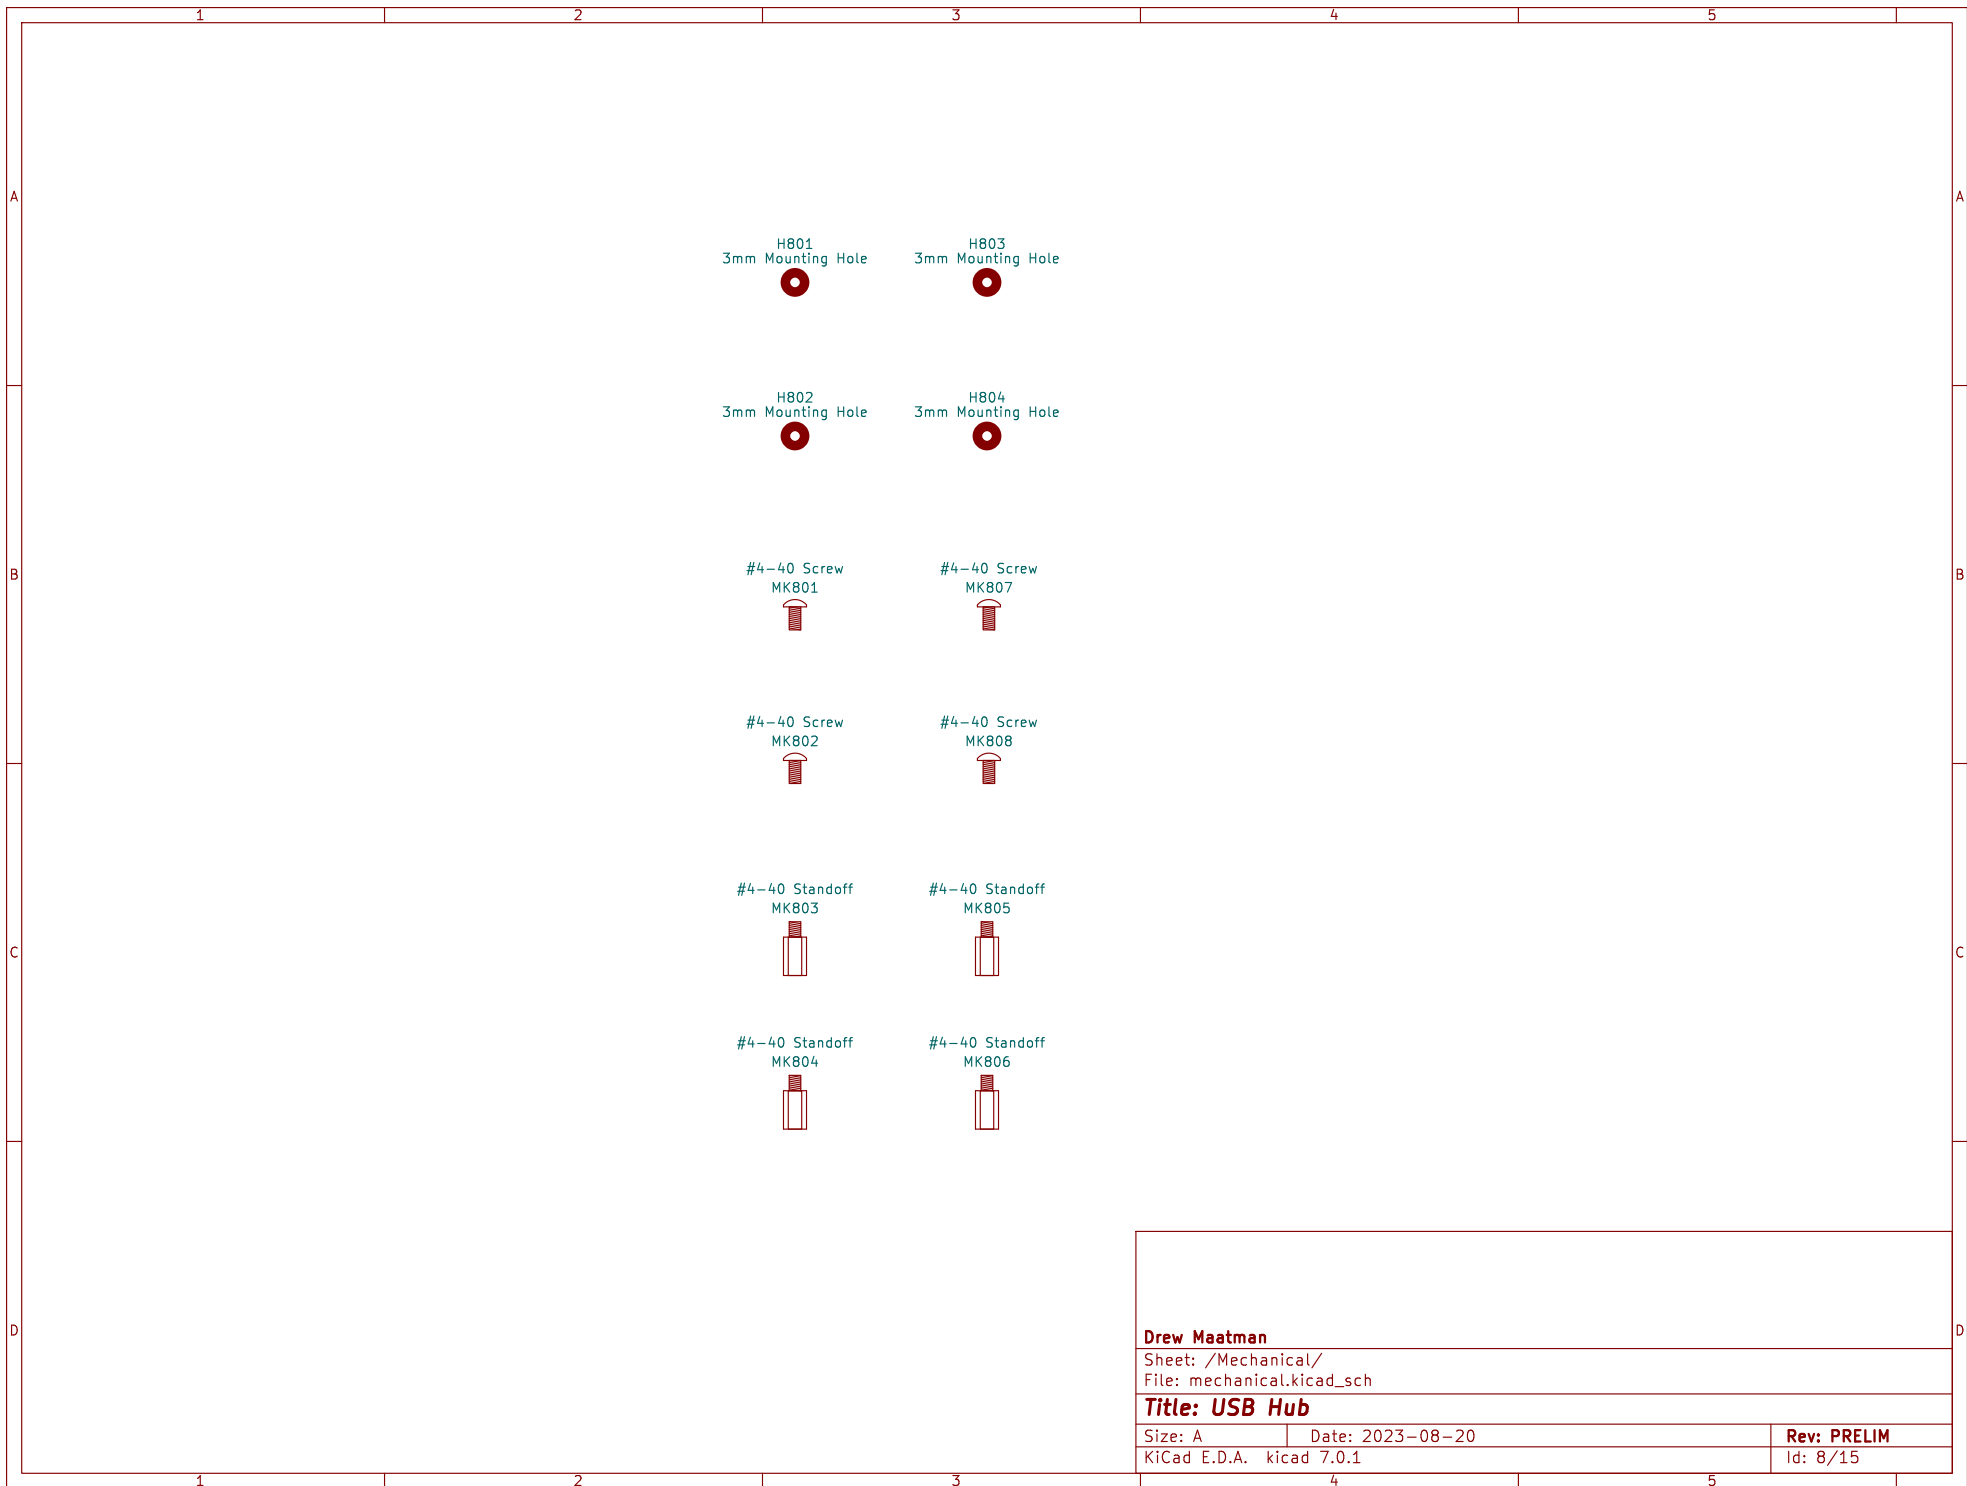 1 2 3 4 5
A A
H801 H803
3mm Mounting Hole 3mm Mounting Hole
H802 H804
3mm Mounting Hole 3mm Mounting Hole
B B
#4-40 Screw #4-40 Screw
MK801 MK807
#4-40 Screw #4-40 Screw
MK802 MK808
#4-40 Standoff #4-40 Standoff
MK803 MK805
C C
#4-40 Standoff #4-40 Standoff
MK804 MK806
D D
Drew Maatman
Sheet: /Mechanical/
File: mechanical.kicad_sch
Title: USB Hub
Size: A Date: 2023-08-20 Rev: PRELIM
KiCad E.D.A. kicad 7.0.1 Id: 8/15
1 2 3 4 5